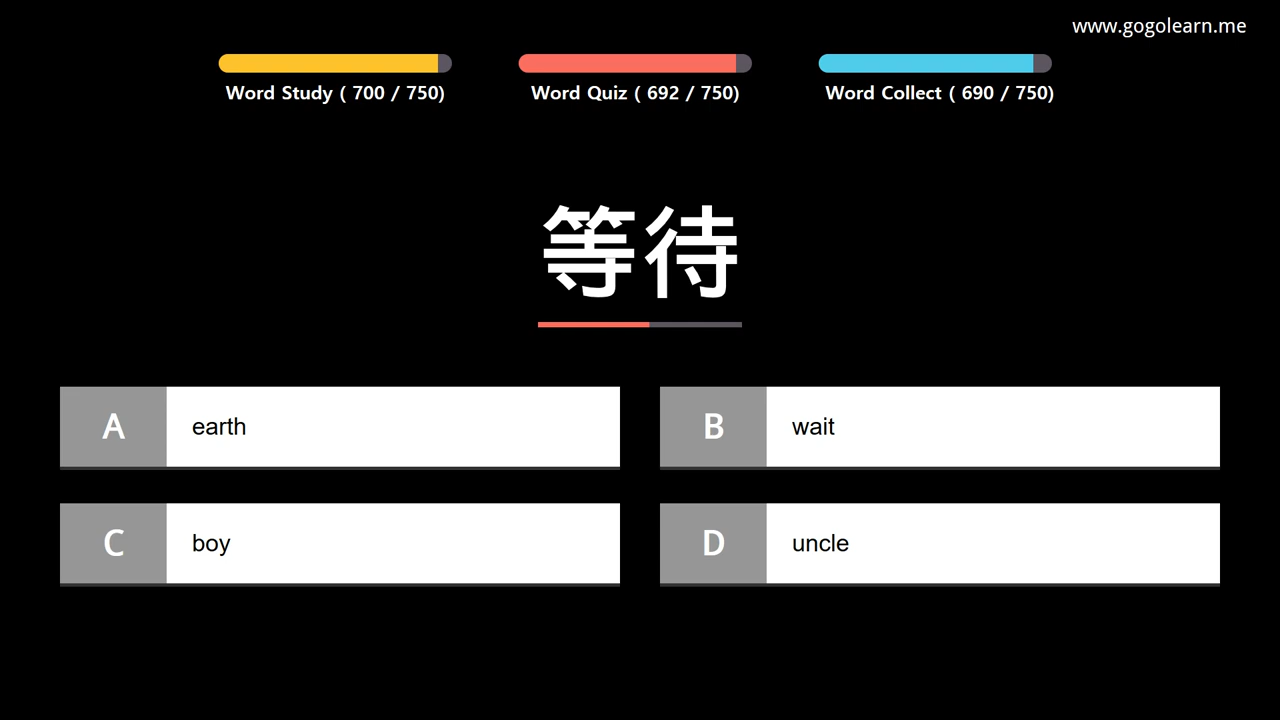 www.gogolearn.me
Word Study ( 700 / 750)
Word Quiz ( 692 / 750)
Word Collect ( 690 / 750)
等待
A earth
B wait
C boy
D uncle